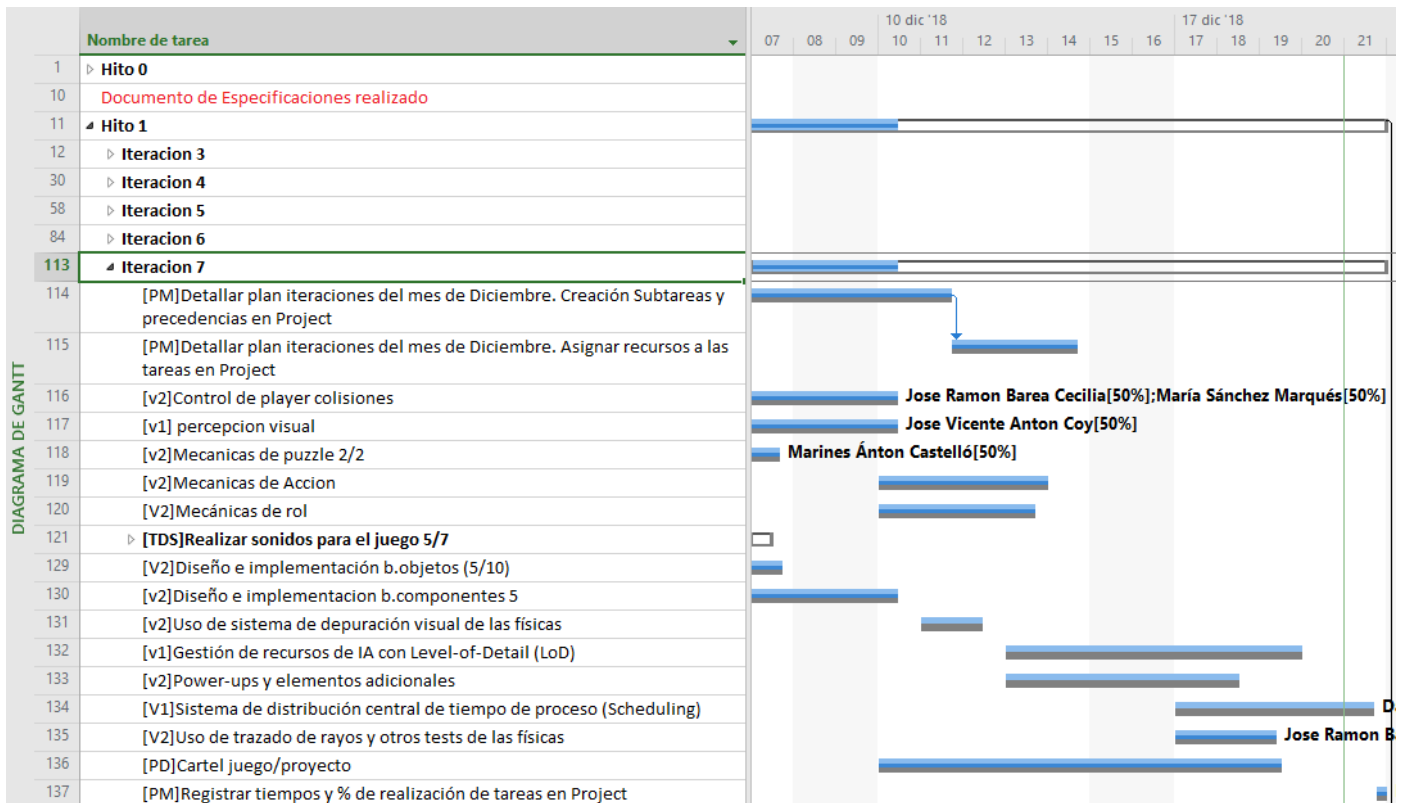 10 dic '18 17 dic '18
Nombre de tarea 07 08 09 10 11 12 13 14 15 16 17 18 19 20 21
1 Hito 0
10 Documento de Especificaciones realizado
11 Hito 1
12 Iteracion 3
30 Iteracion 4
58 Iteracion 5
84 Iteracion 6
113 Iteracion 7
114 [PM]Detallar plan iteraciones del mes de Diciembre. Creación Subtareas y
precedencias en Project
115 [PM]Detallar plan iteraciones del mes de Diciembre. Asignar recursos a las
tareas en Project
116 [v2]Control de player colisiones Jose Ramon Barea Cecilia[50%];María Sánchez Marqués[50%]
117 [v1] percepcion visual Jose Vicente Anton Coy[50%]
118 [v2]Mecanicas de puzzle 2/2 Marines Ánton Castelló[50%]
119 [v2]Mecanicas de Accion
120 [V2]Mecánicas de rol
121 [TDS]Realizar sonidos para el juego 5/7
129 [V2]Diseño e implementación b.objetos (5/10)
130 [v2]Diseño e implementacion b.componentes 5
131 [v2]Uso de sistema de depuración visual de las físicas
132 [v1]Gestión de recursos de IA con Level-of-Detail (LoD)
133 [v2]Power-ups y elementos adicionales
134 [V1]Sistema de distribución central de tiempo de proceso (Scheduling) D
135 [V2]Uso de trazado de rayos y otros tests de las físicas Jose Ramon B
136 [PD]Cartel juego/proyecto
137 [PM]Registrar tiempos y % de realización de tareas en Project
DIAGRAMA DE GANTT